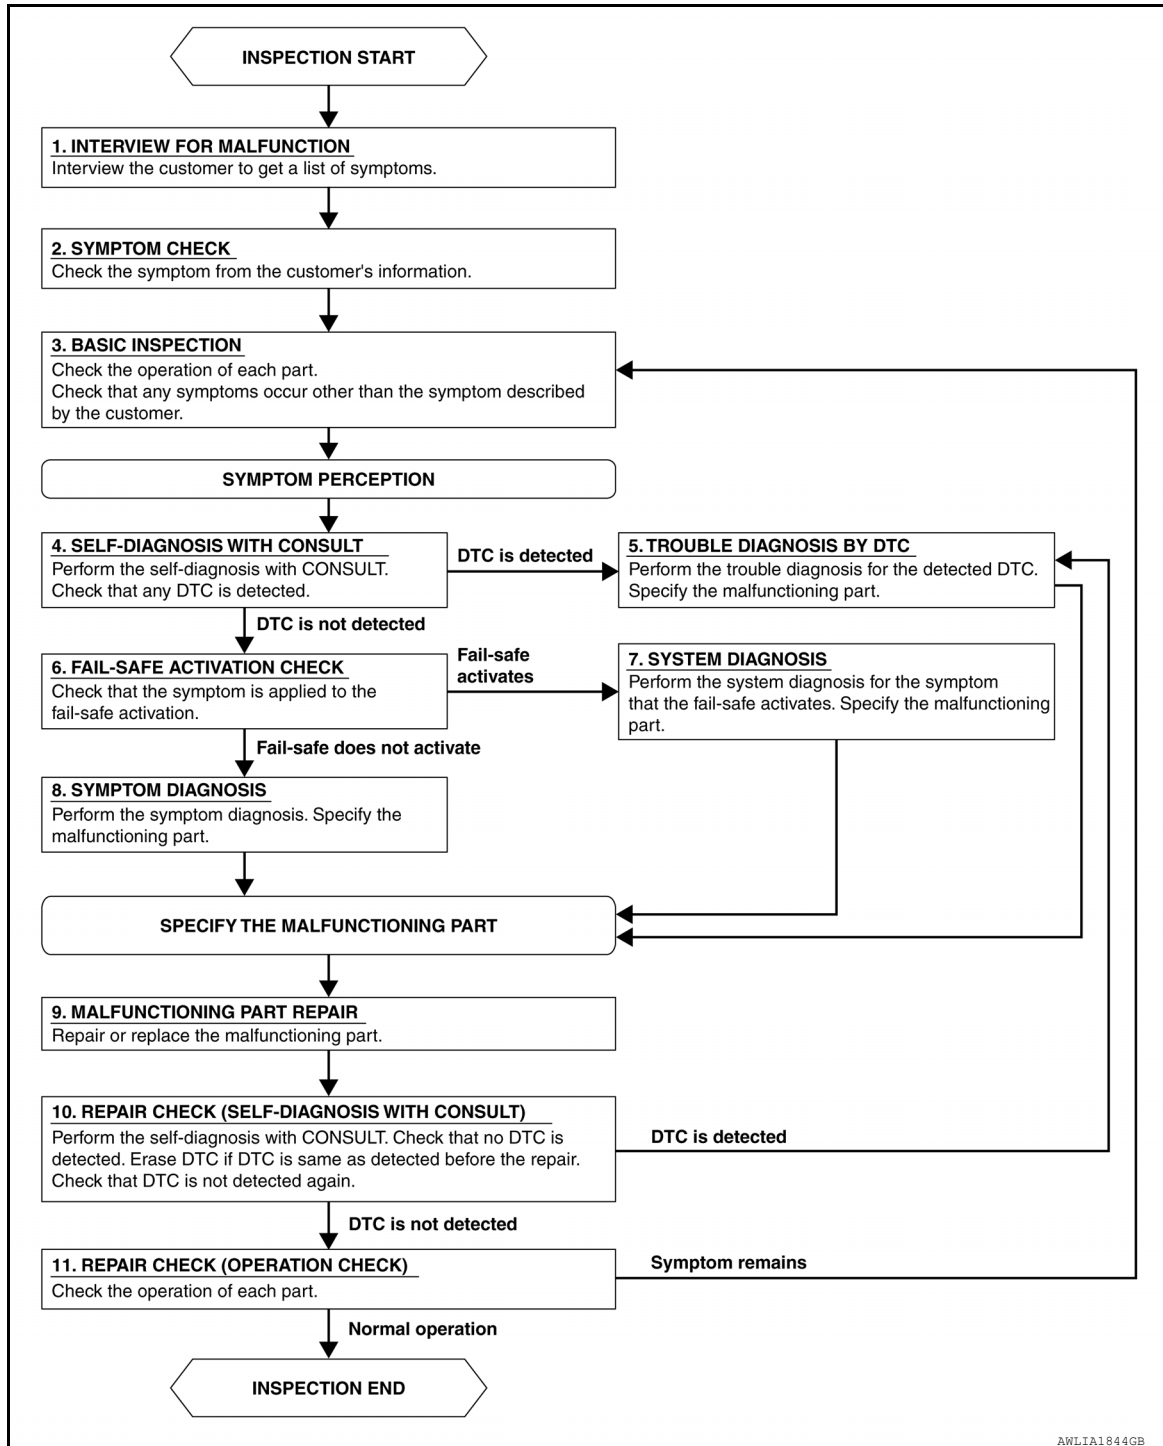 INSPECTION START
1. INTERVIEW FOR MALFUNCTION
Interview the customer to get a list of symptoms.
2. SYMPTOM CHECK
Check the symptom from the customer's information.
3. BASIC INSPECTION
Check the operation of each part.
Check that any symptoms occur other than the symptom described
by the customer.
SYMPTOM PERCEPTION
4. SELF-DIAGNOSIS WITH CONSULT
Perform the self-diagnosis with CONSULT.
Check that any DTC is detected.
DTC is detected
5. TROUBLE DIAGNOSIS BY DTC
Perform the trouble diagnosis for the detected DTC.
Specify the malfunctioning part.
DTC is not detected
6. FAIL-SAFE ACTIVATION CHECK
Check that the symptom is applied to the
fail-safe activation.
Fail-safe
activates
7. SYSTEM DIAGNOSIS
Perform the system diagnosis for the symptom
that the fail-safe activates. Specify the malfunctioning
part.
Fail-safe does not activate
8. SYMPTOM DIAGNOSIS
Perform the symptom diagnosis. Specify the
malfunctioning part.
SPECIFY THE MALFUNCTIONING PART
9. MALFUNCTIONING PART REPAIR
Repair or replace the malfunctioning part.
10. REPAIR CHECK (SELF-DIAGNOSIS WITH CONSULT)
Perform the self-diagnosis with CONSULT. Check that no DTC is
detected. Erase DTC if DTC is same as detected before the repair.
Check that DTC is not detected again.
DTC is detected
DTC is not detected
11. REPAIR CHECK (OPERATION CHECK)
Check the operation of each part.
Symptom remains
Normal operation
INSPECTION END
AWLIA1844GB